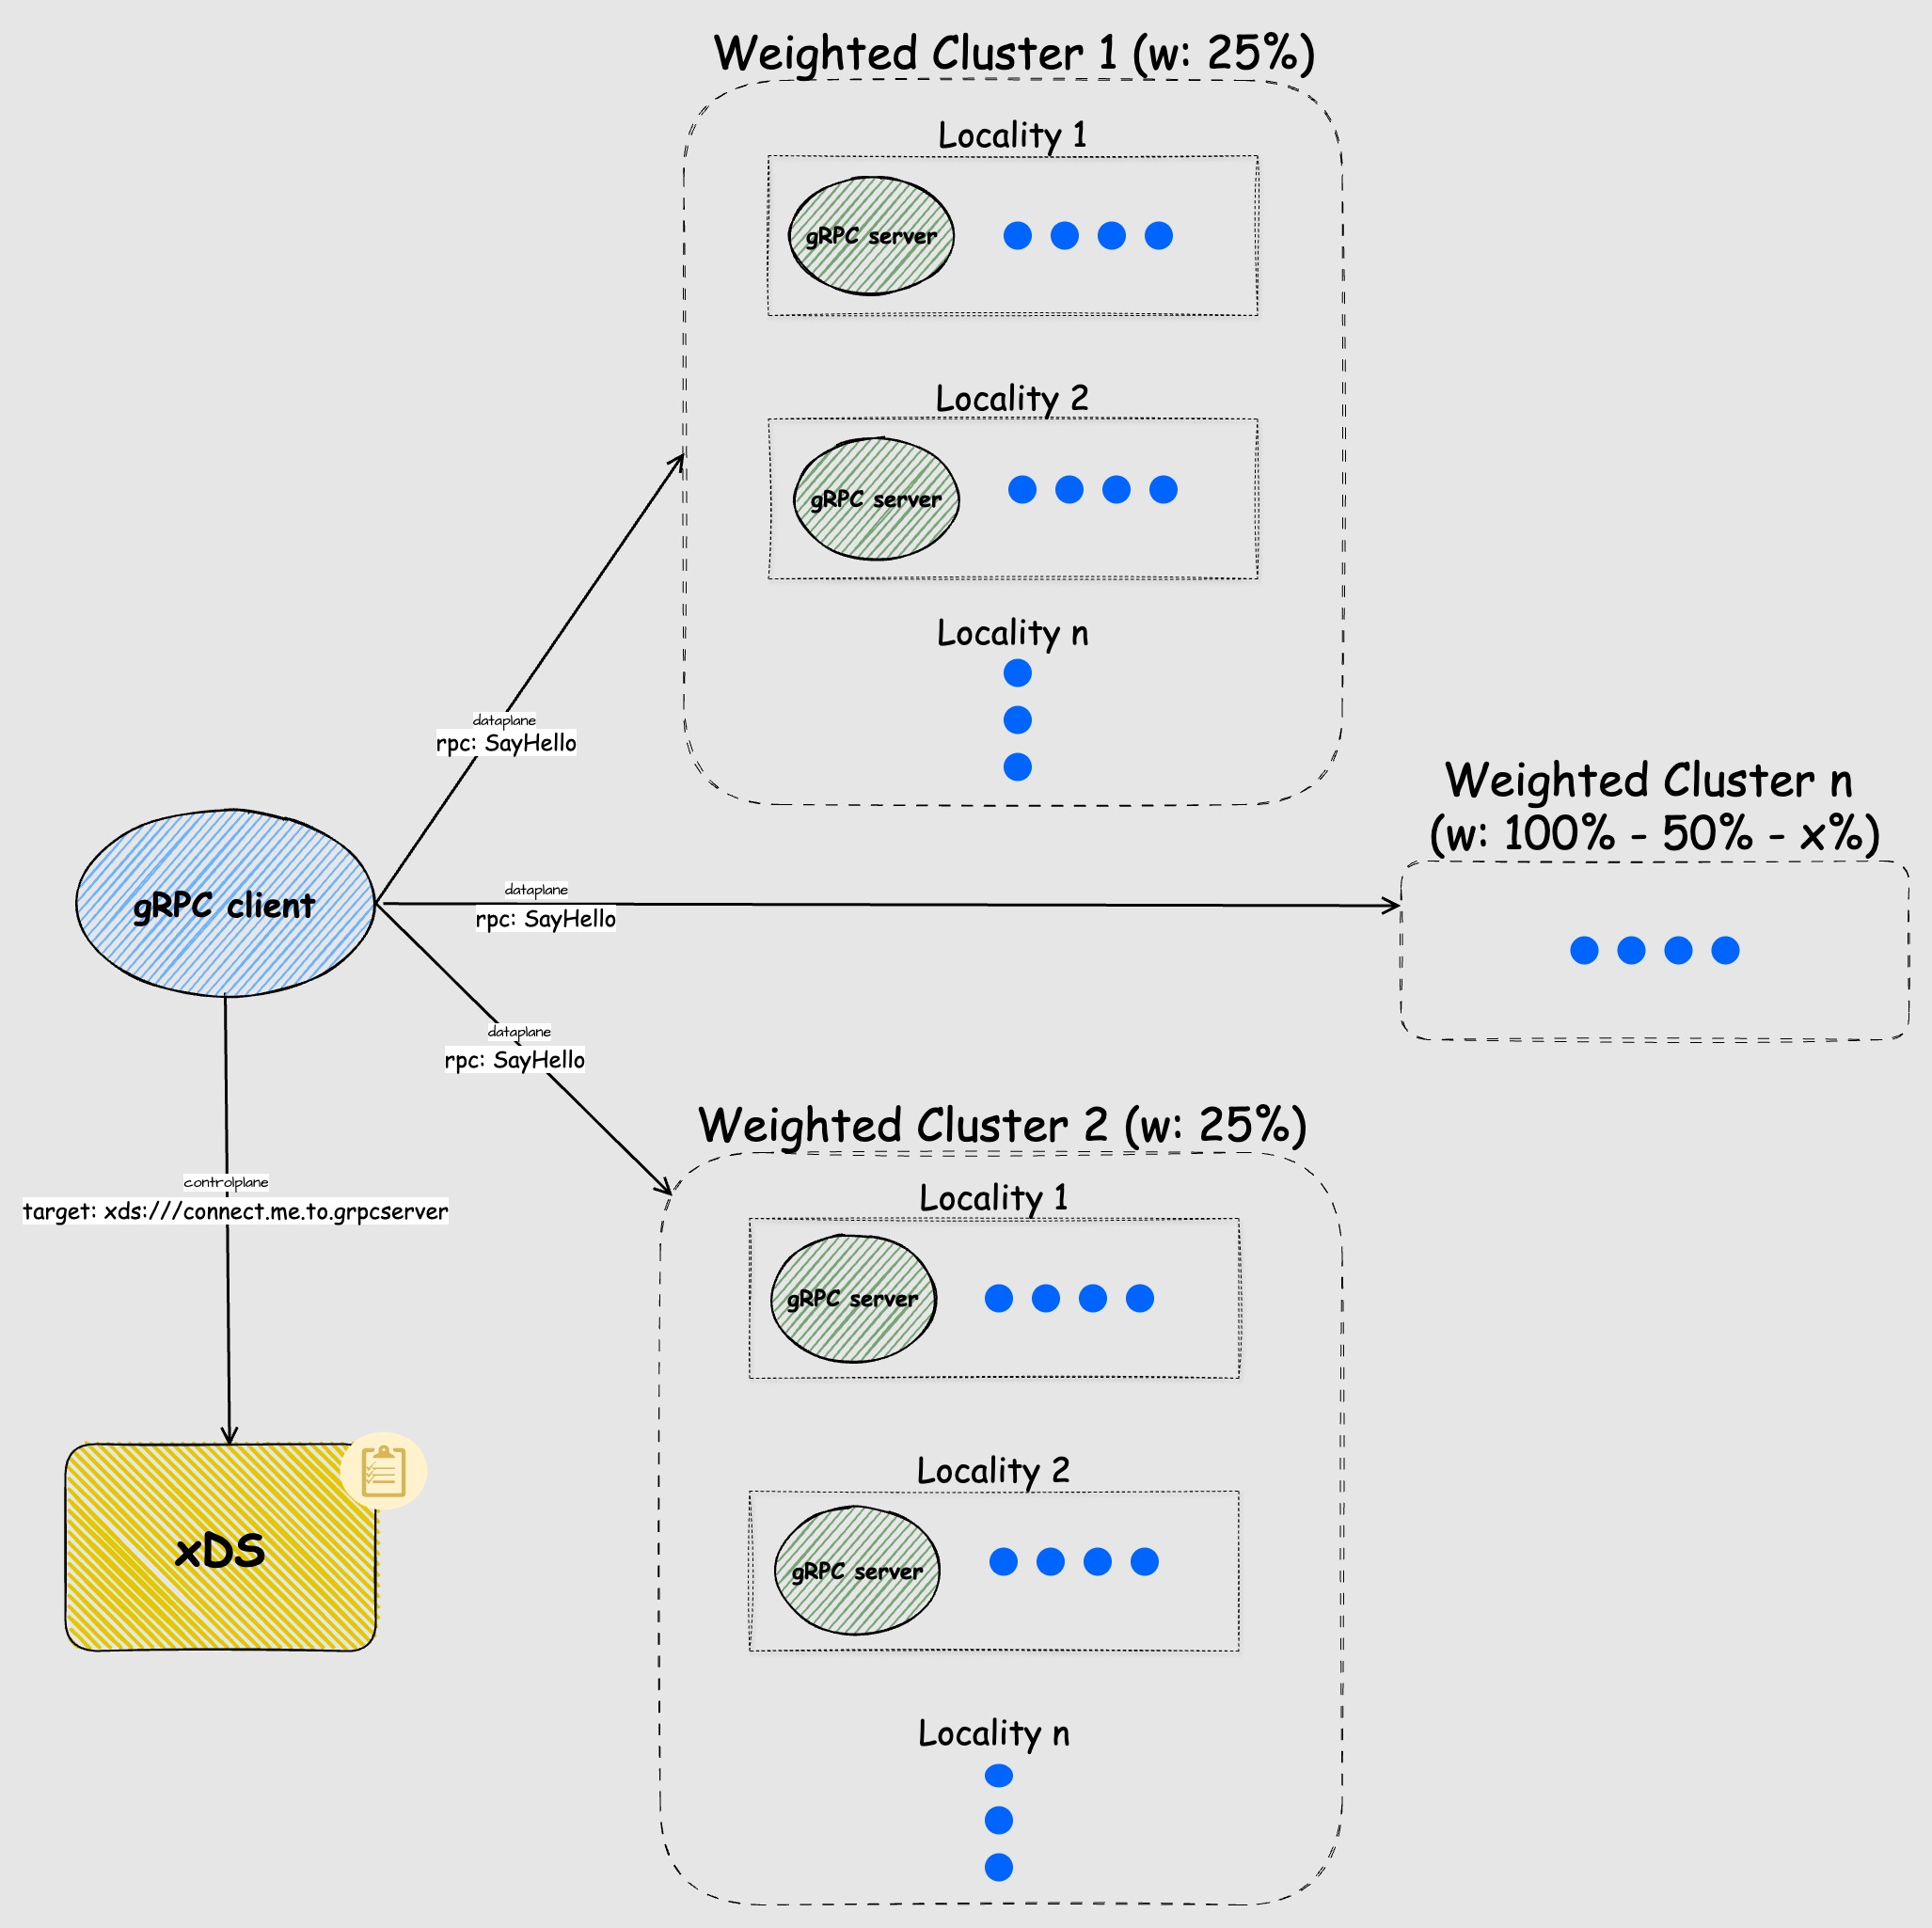 Weighted Cluster 1 (w: 25%)
Locality 1
gRPC server
Locality 2
gRPC server
Locality n
dataplane
rpc: SayHello
Weighted Cluster n
(w: 100% - 50% - x%)
gRPC client
dataplane
rpc: SayHello
dataplane
rpc: SayHello
Weighted Cluster 2 (w: 25%)
controlplane
target: xds:///connect.me.to.grpcserver
Locality 1
gRPC server
Locality 2
xDS
gRPC server
Locality n